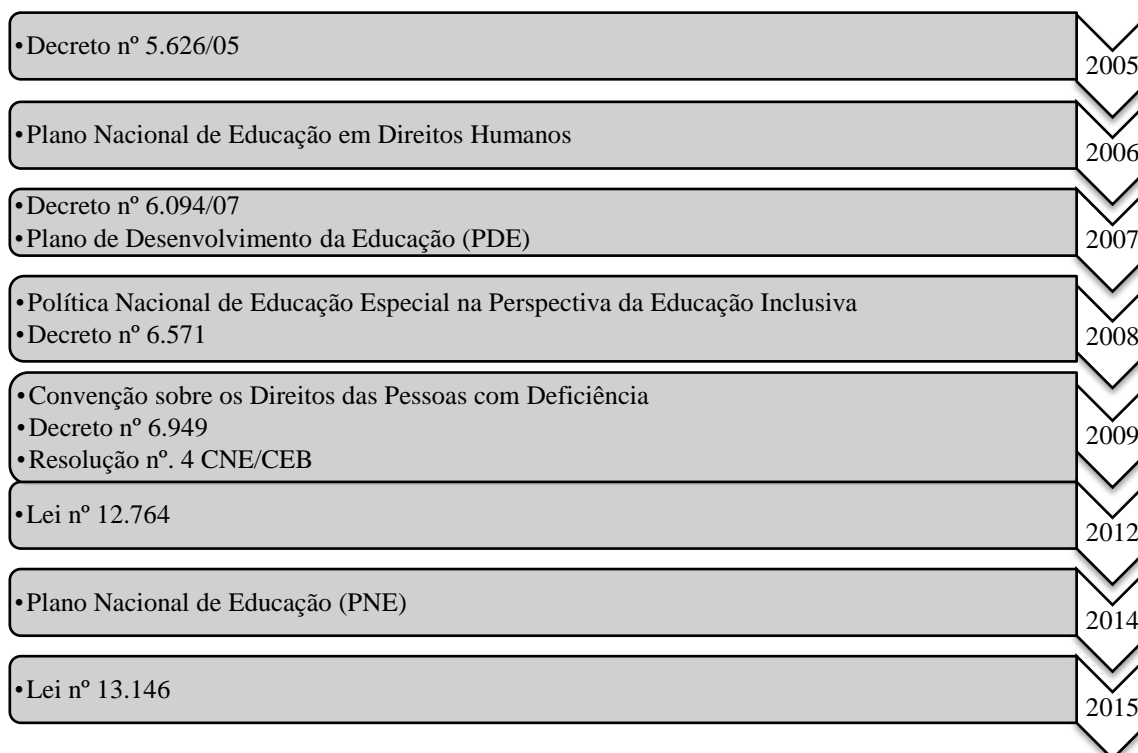 •Decreto nº 5.626/05
2005
•Plano Nacional de Educação em Direitos Humanos
2006
•Decreto nº 6.094/07
•Plano de Desenvolvimento da Educação (PDE)
2007
•Política Nacional de Educação Especial na Perspectiva da Educação Inclusiva
•Decreto nº 6.571
2008
•Convenção sobre os Direitos das Pessoas com Deficiência
•Decreto nº 6.949
•Resolução nº. 4 CNE/CEB
2009
•Lei nº 12.764
2012
•Plano Nacional de Educação (PNE)
2014
•Lei nº 13.146
2015